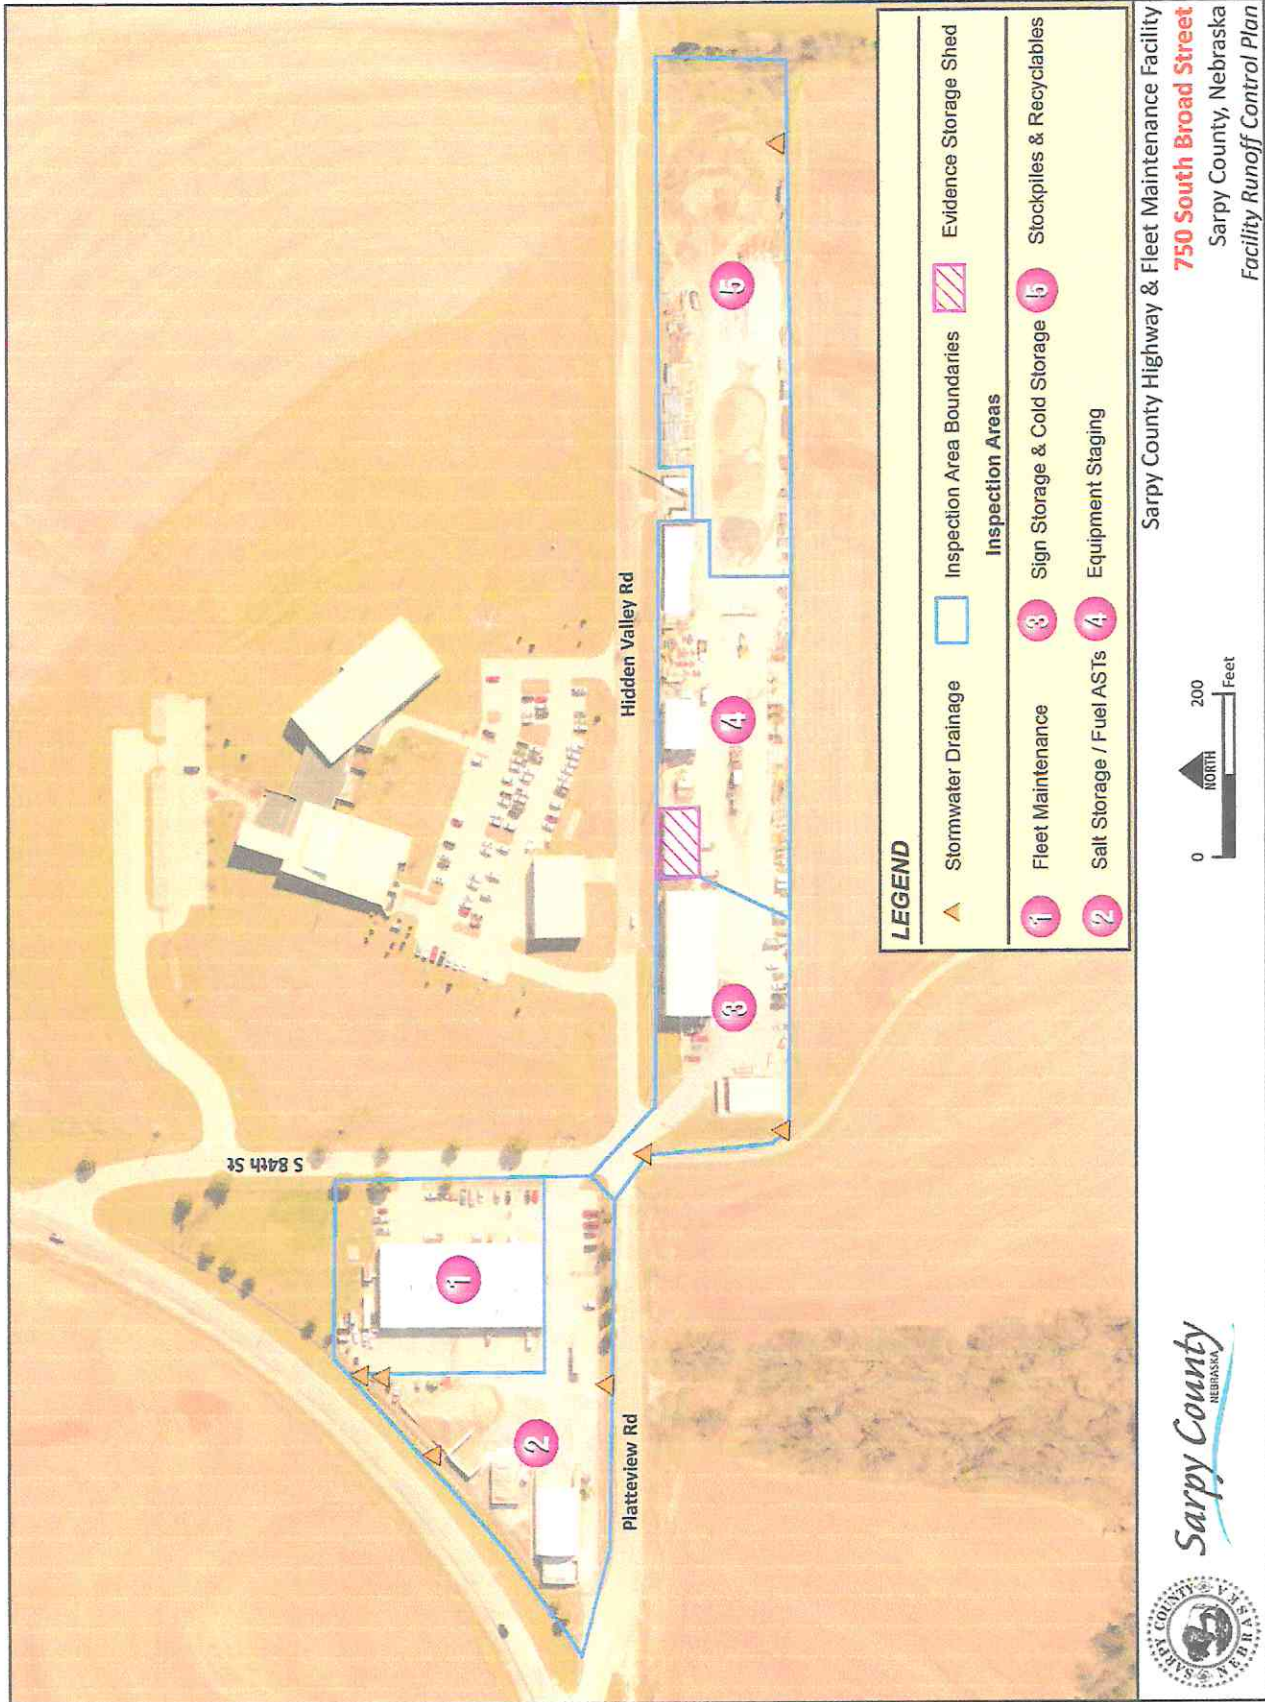 S 84th St
Hidden Valley Rd
Platteview Rd
1
2
3
4
5
LEGEND
Stormwater Drainage
Inspection Area Boundaries
Evidence Storage Shed
Inspection Areas
1 Fleet Maintenance
3 Sign Storage & Cold Storage
5 Stockpiles & Recyclables
2 Salt Storage / Fuel ASTs
4 Equipment Staging
SARPY COUNTY
NEBRASKA
Sarpy County
NEBRASKA
0
200
NORTH
Feet
Sarpy County Highway & Fleet Maintenance Facility
750 South Broad Street
Sarpy County, Nebraska
Facility Runoff Control Plan